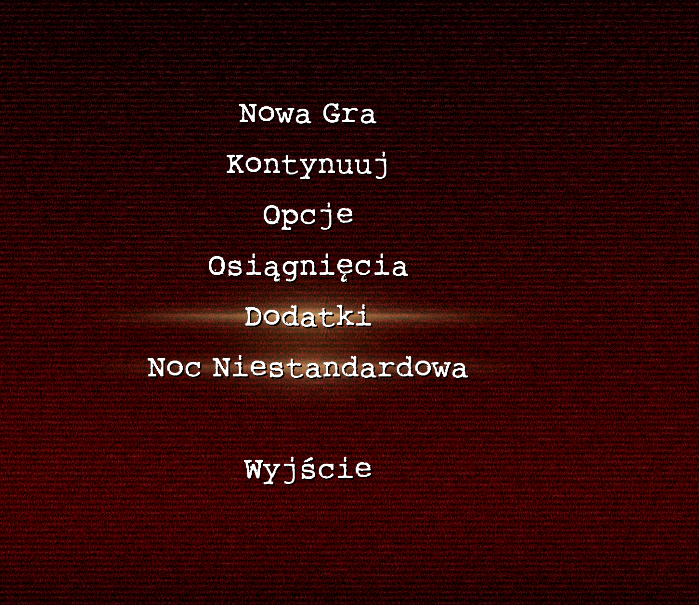 Nowa Gra
Kontynuuj
Opcje
Osiągnięcia
Dodatki
Noc Niestandardowa
Wyjście